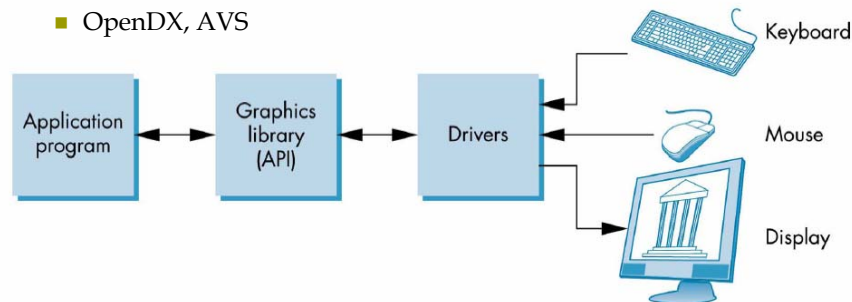 OpenDX, AVS
Application
program
Graphics
library
(API)
Drivers
Keyboard
Mouse
Display